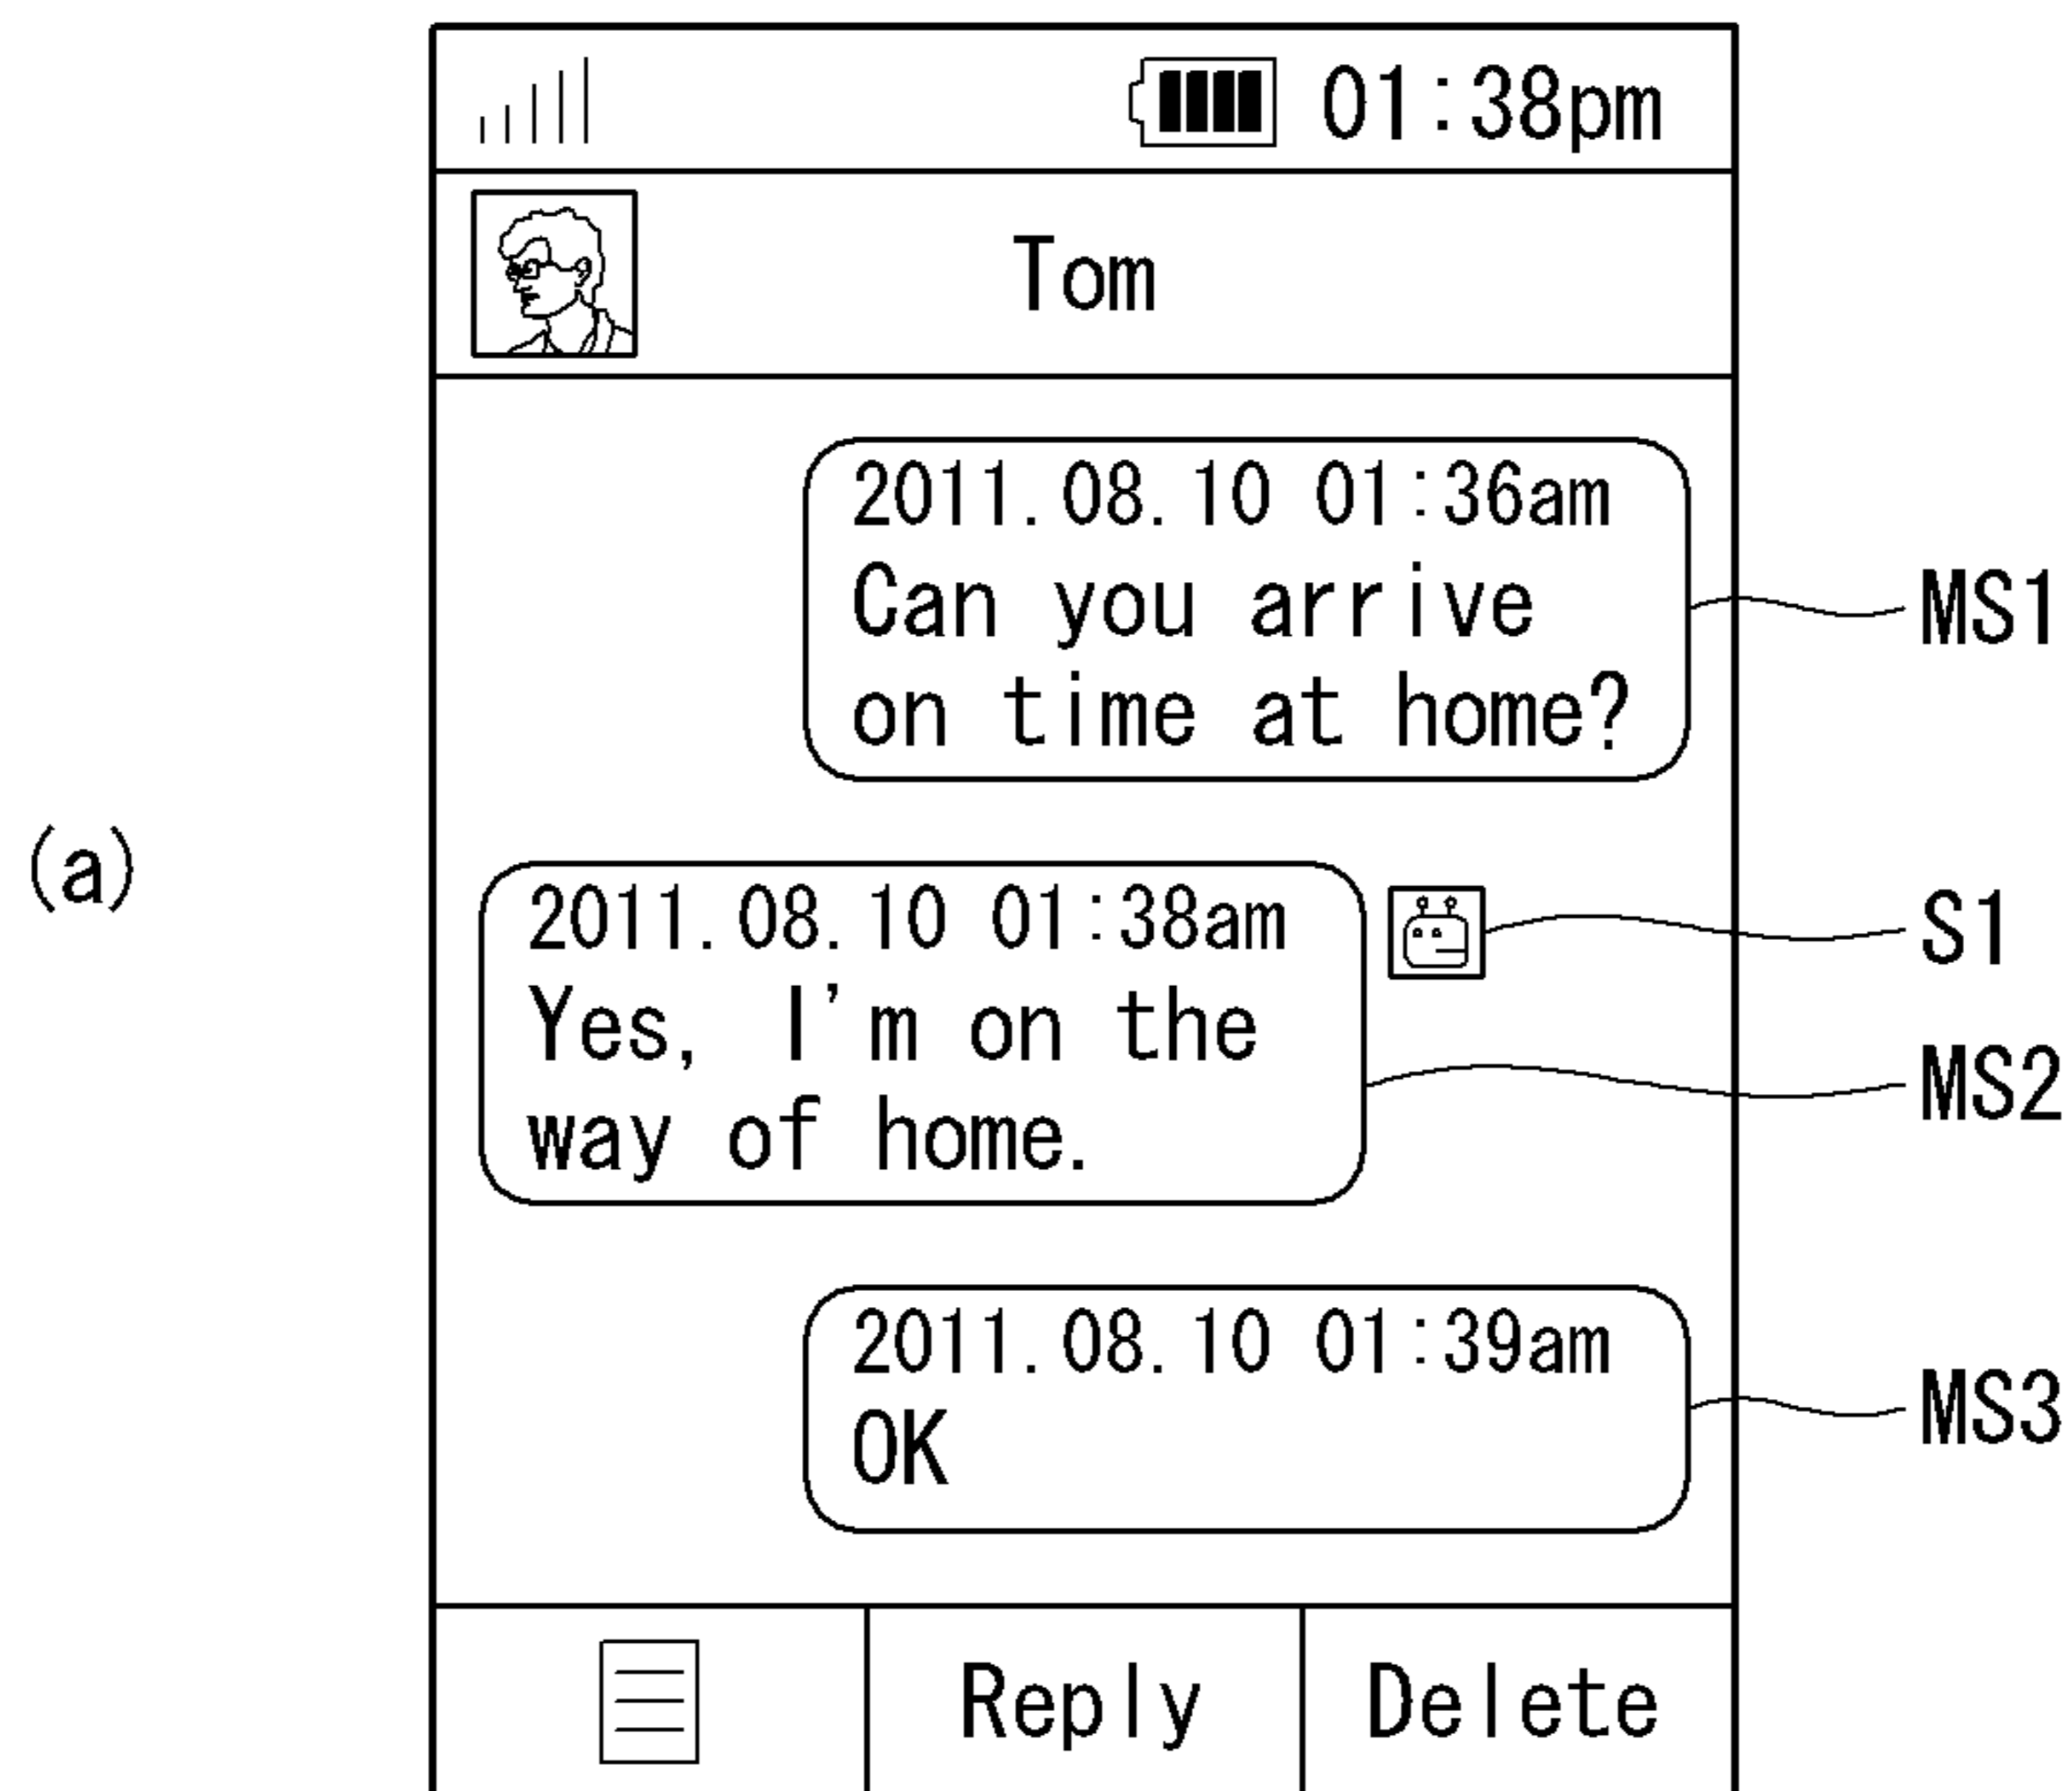 01:38pm
Tom
2011.08.10 01:36am
Can you arrive
on time at home?
MS1
(a)
2011.08.10 01:38am
S1
Yes, I'm on the
way of home.
MS2
2011.08.10 01:39am
OK
MS3
Reply
Delete